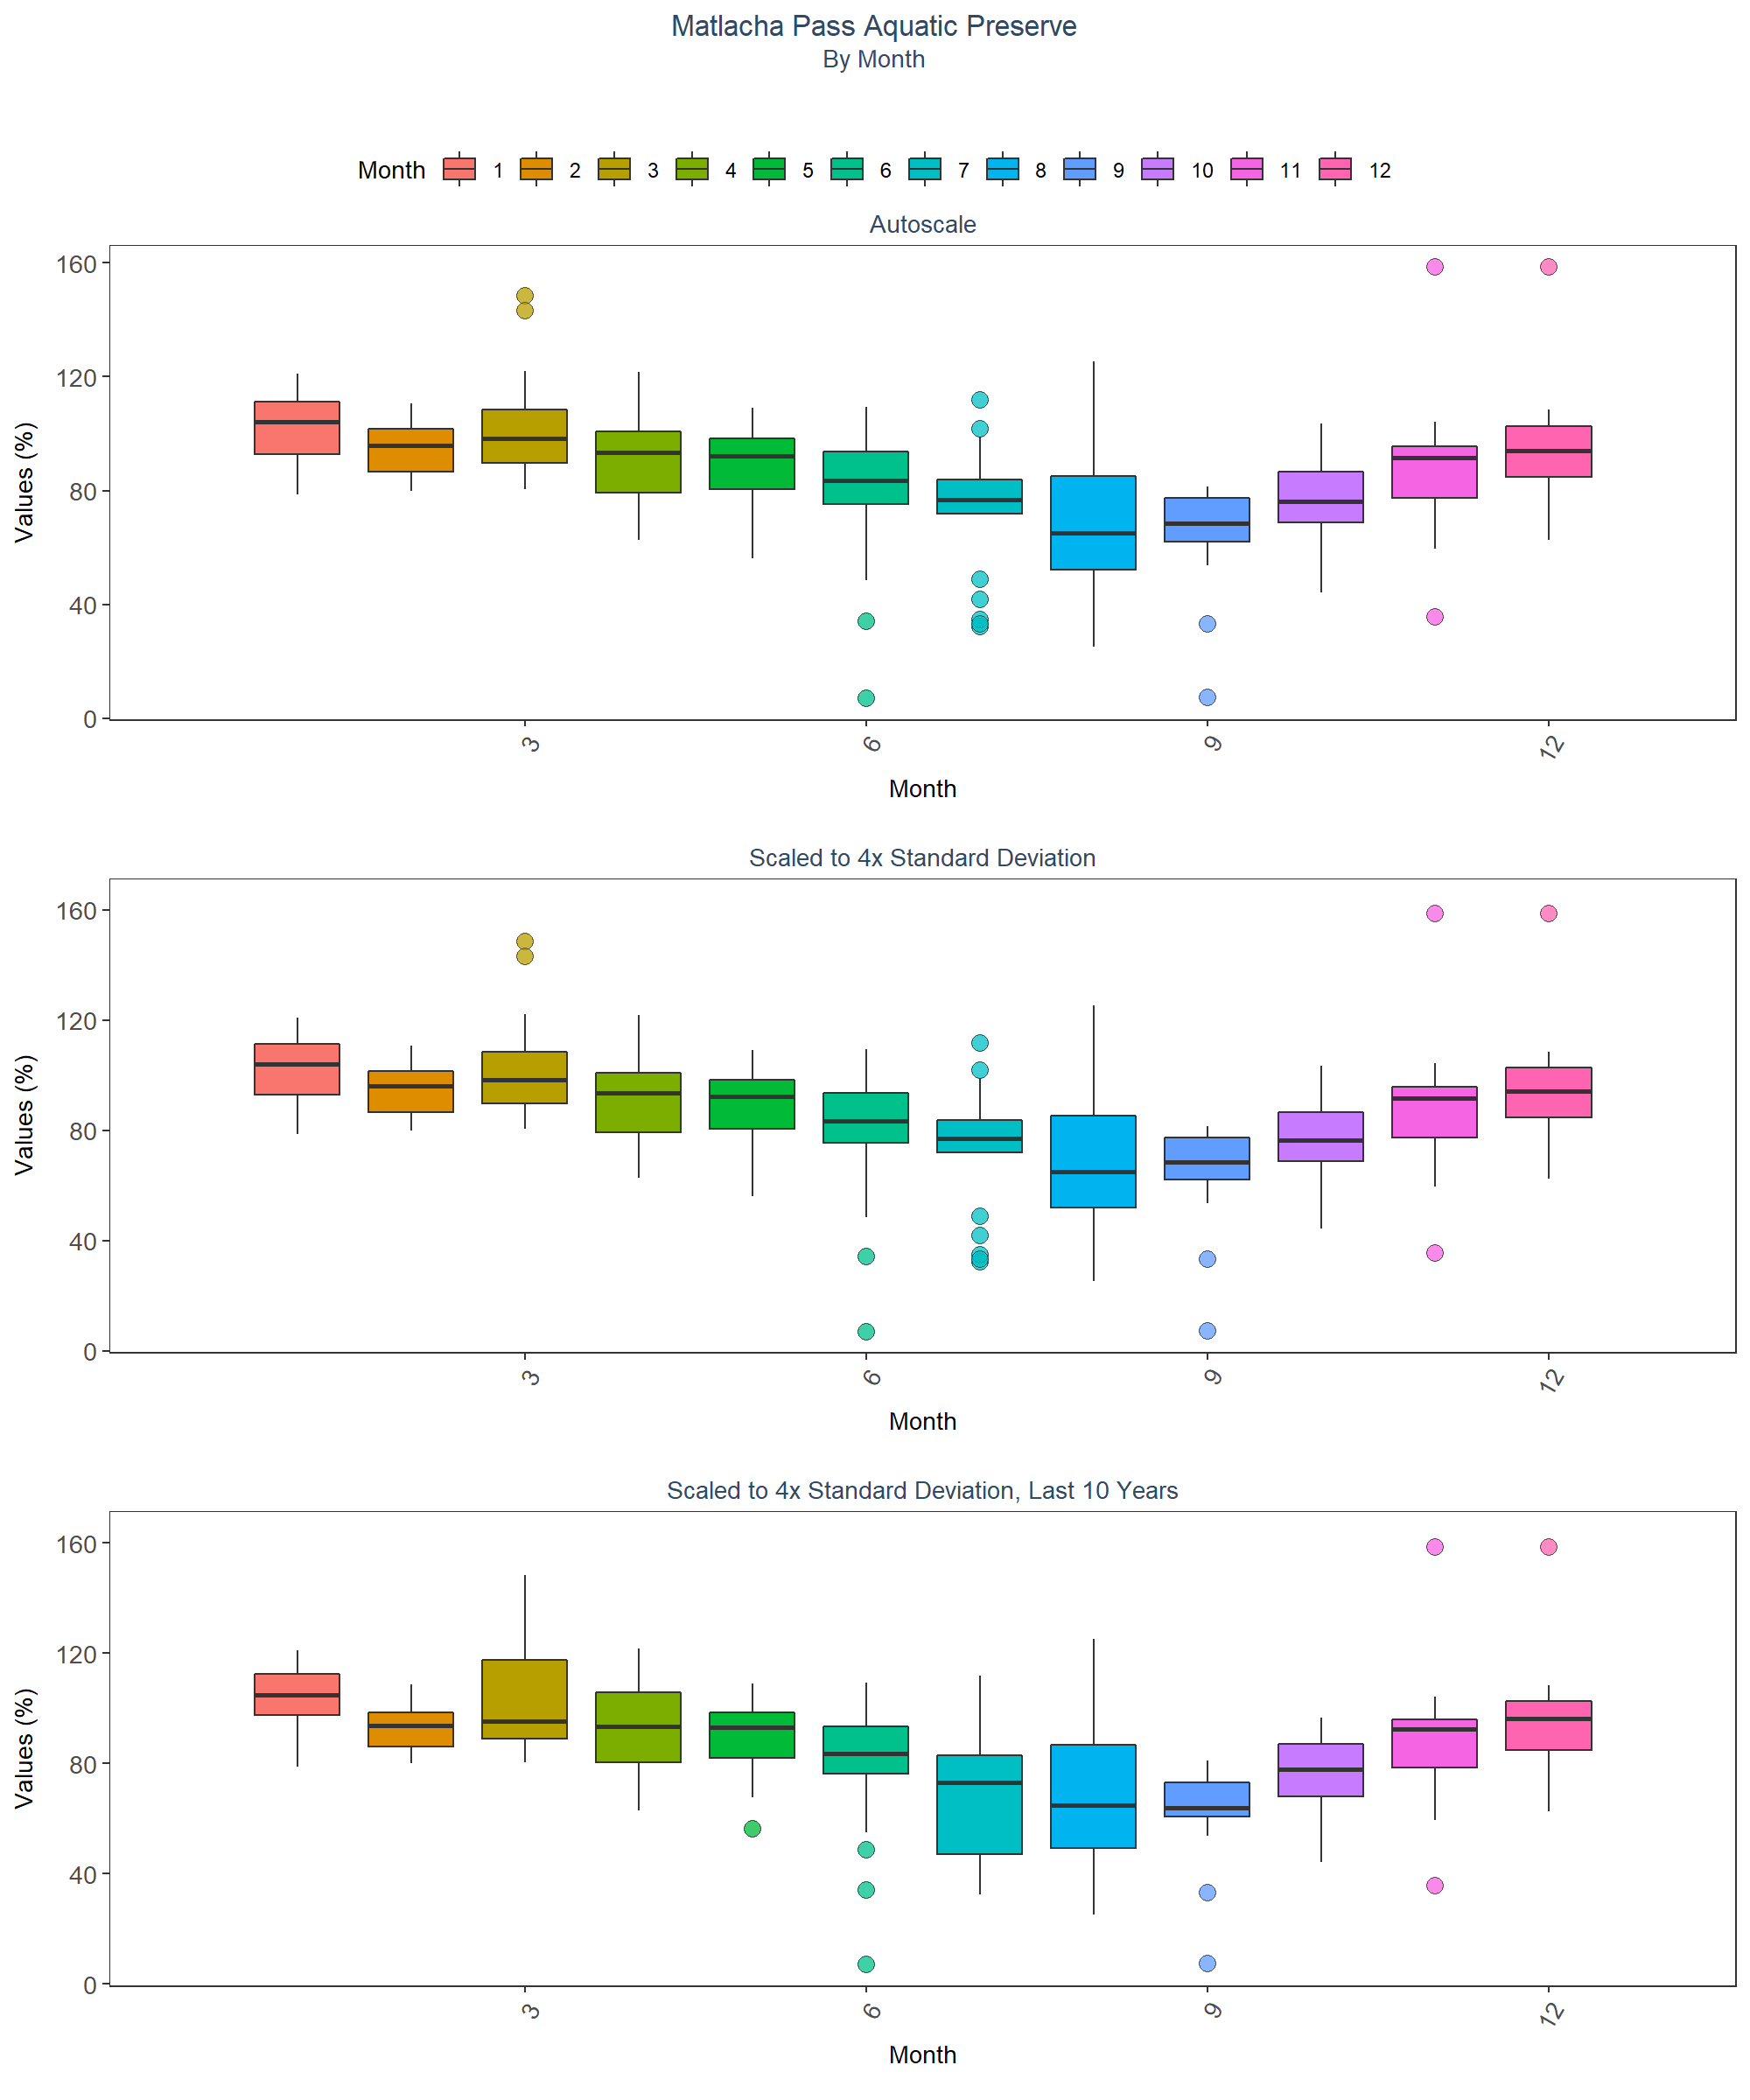 Matlacha Pass Aquatic Preserve
By Month
Month 1 2 3 4 5 6 7 8 9 10 11 12
Autoscale
160
120
80
40
0
Values (%)
3 6 9 12
Month
Scaled to 4x Standard Deviation
160
120
80
40
0
Values (%)
3 6 9 12
Month
Scaled to 4x Standard Deviation, Last 10 Years
160
120
80
40
0
Values (%)
3 6 9 12
Month